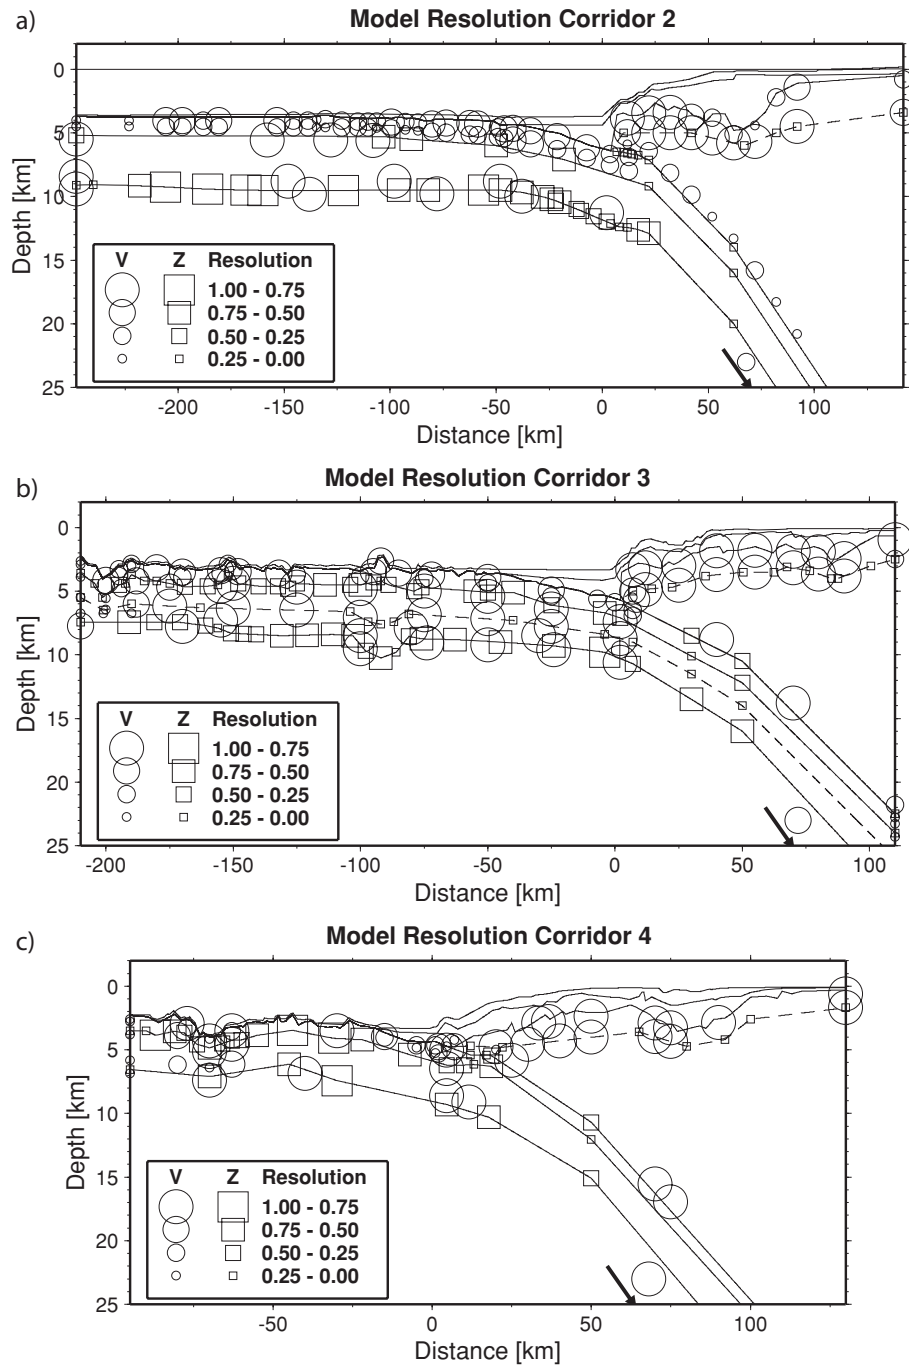 a)
Model Resolution Corridor 2
0
5
10
15
20
25
Depth [km]
V Z Resolution
1.00 - 0.75
0.75 - 0.50
0.50 - 0.25
0.25 - 0.00
-200 -150 -100 -50 0 50 100
Distance [km]
b)
Model Resolution Corridor 3
0
5
10
15
20
25
Depth [km]
V Z Resolution
1.00 - 0.75
0.75 - 0.50
0.50 - 0.25
0.25 - 0.00
-200 -150 -100 -50 0 50 100
Distance [km]
c)
Model Resolution Corridor 4
0
5
10
15
20
25
Depth [km]
V Z Resolution
1.00 - 0.75
0.75 - 0.50
0.50 - 0.25
0.25 - 0.00
-50 0 50 100
Distance [km]